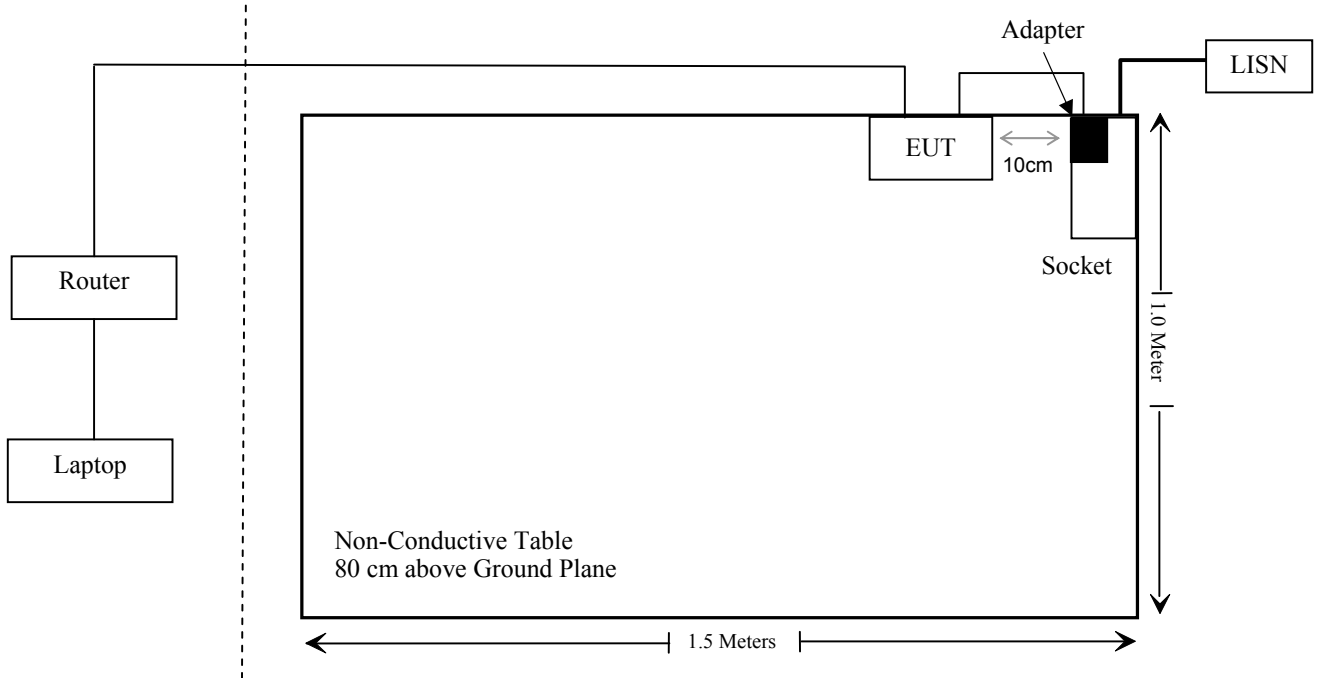 Adapter
LISN
EUT
10cm
Socket
Router
1.0 Meter
Laptop
Non-Conductive Table
80 cm above Ground Plane
1.5 Meters